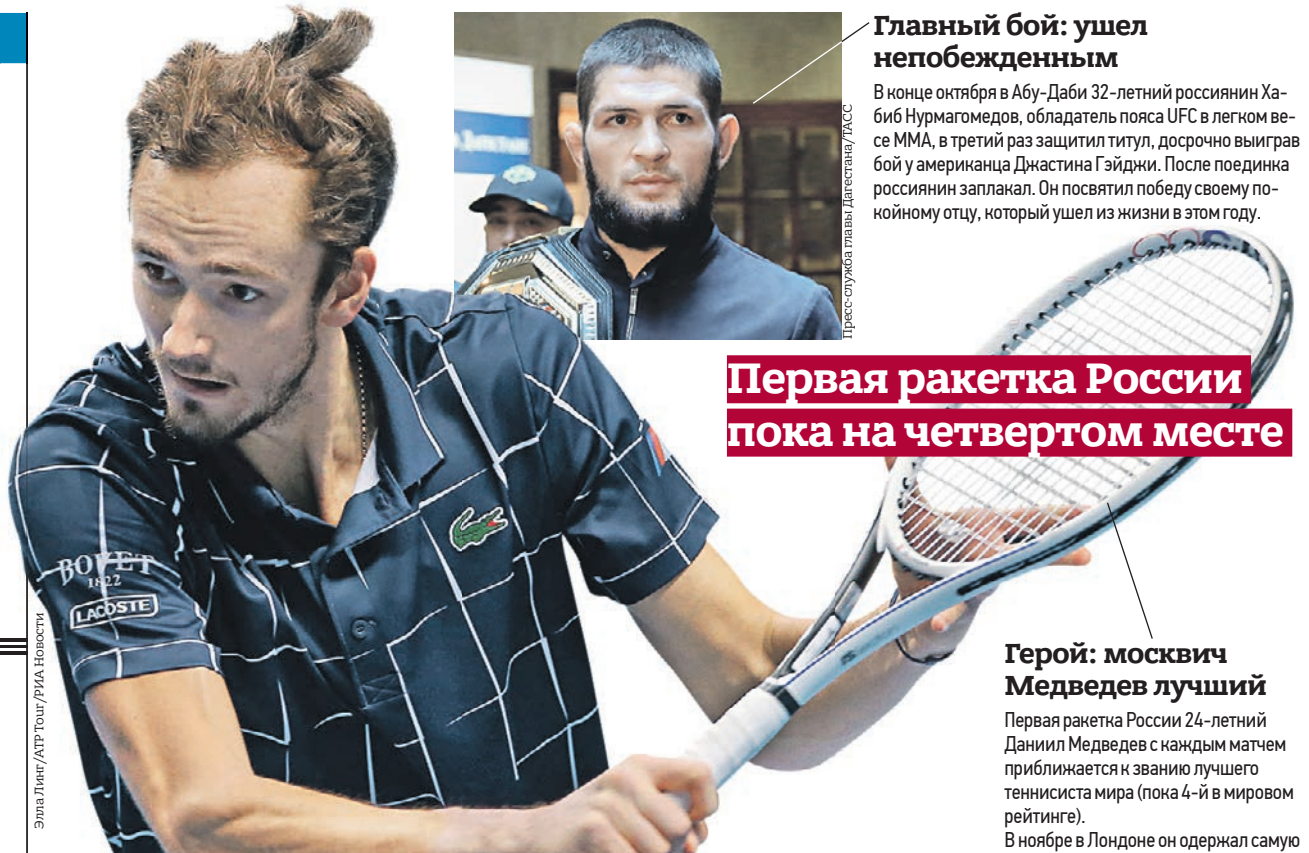 Главный бой: ушел
непобежденным
В конце октября в Абу-Даби 32-летний россиянин Ха-
биб Нурмагомедов, обладатель пояса UFC в легком ве-
се ММА, в третий раз защитил титул, досрочно выиграв
бой у американца Джастина Гэйджи. После поединка
россиянин заплакал. Он посвятил победу своему по-
койному отцу, который ушел из жизни в этом году.
Пресс-служба главы Дагестана/ТАСС
Первая ракетка России
пока на четвертом месте
BOVET
1822
LACOSTE
Элла Линг/ATP Tour/РИА Новости
Герой: москвич
Медведев лучший
Первая ракетка России 24-летний
Даниил Медведев с каждым матчем
приближается к званию лучшего
теннисиста мира (пока 4-й в мировом
рейтинге).
В ноябре в Лондоне он одержал самую